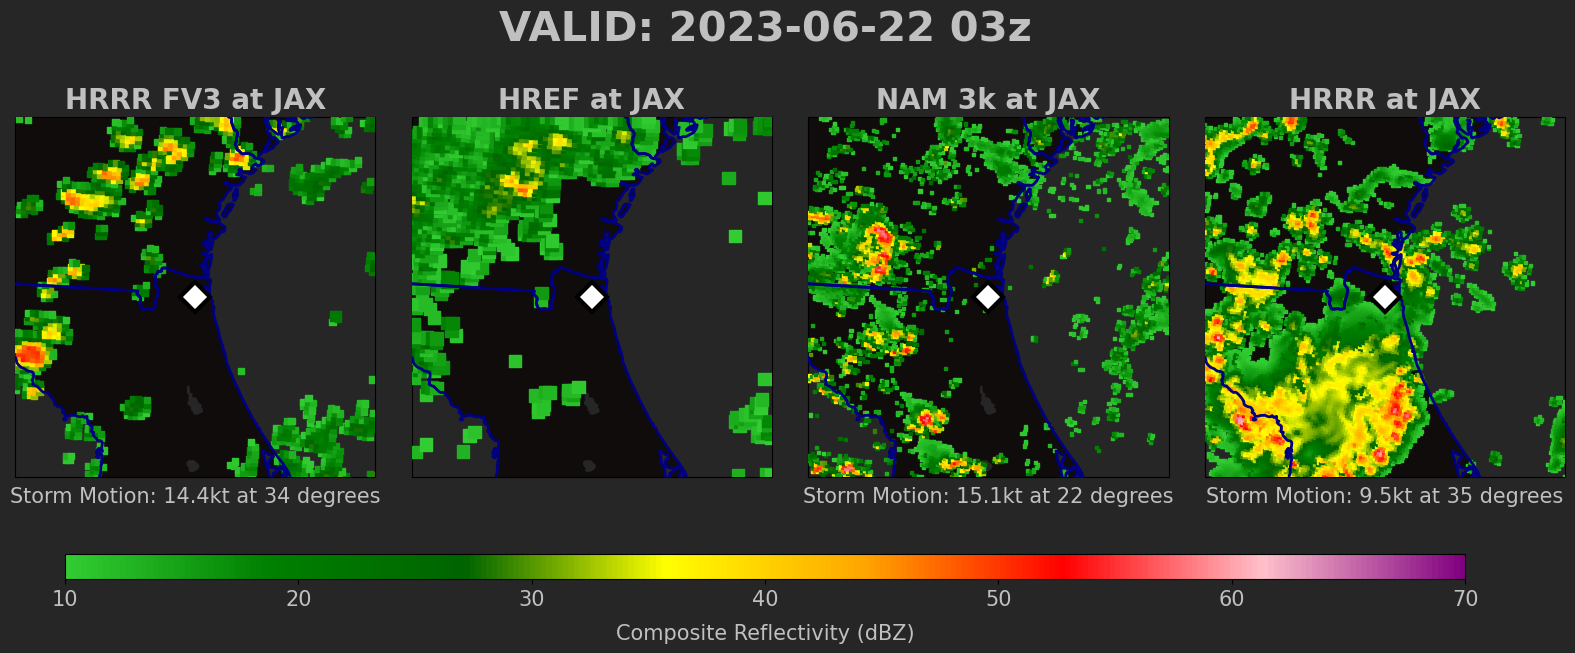 VALID: 2023-06-22 03z
HRRR FV3 at JAX
HREF at JAX
NAM 3k at JAX
HRRR at JAX
Storm Motion: 14.4kt at 34 degrees
Storm Motion: 15.1kt at 22 degrees
Storm Motion: 9.5kt at 35 degrees
10 20 30 40 50 60 70
Composite Reflectivity (dBZ)